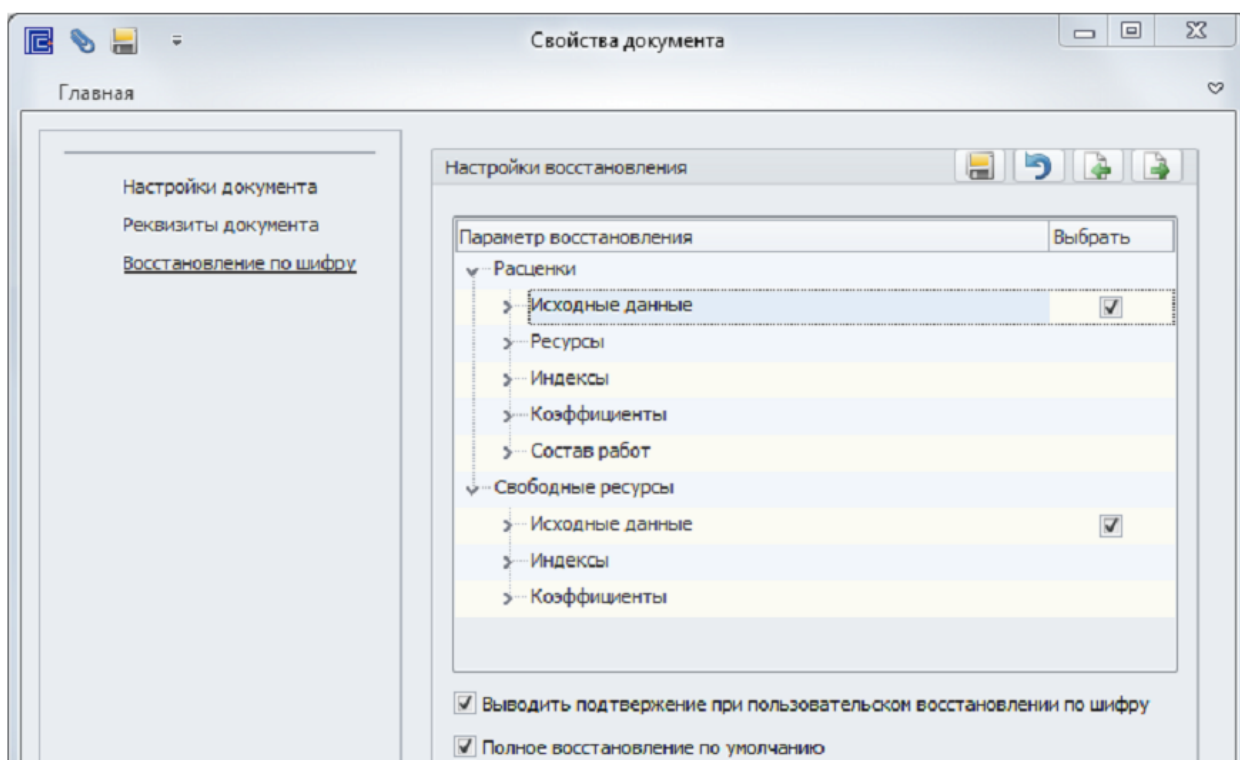 Свойства документа
Главная
Настройки документа
Реквизиты документа
Восстановление по шифру
Настройки восстановления
Параметр восстановления Выбрать
Расценки
Исходные данные
Ресурсы
Индексы
Коэффициенты
Состав работ
Свободные ресурсы
Исходные данные
Индексы
Коэффициенты
Выводить подтвержение при пользовательском восстановлении по шифру
Полное восстановление по умолчанию